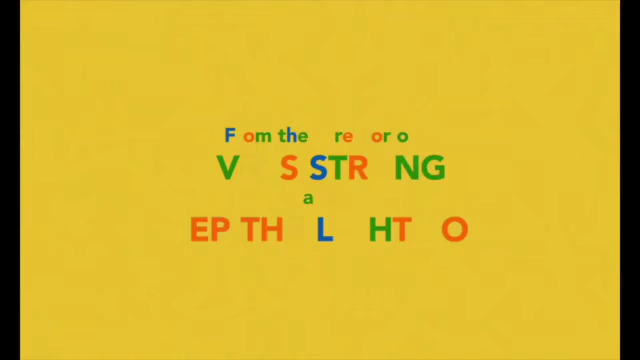 F om the re or o
V S STR NG
a
EP TH L HT O